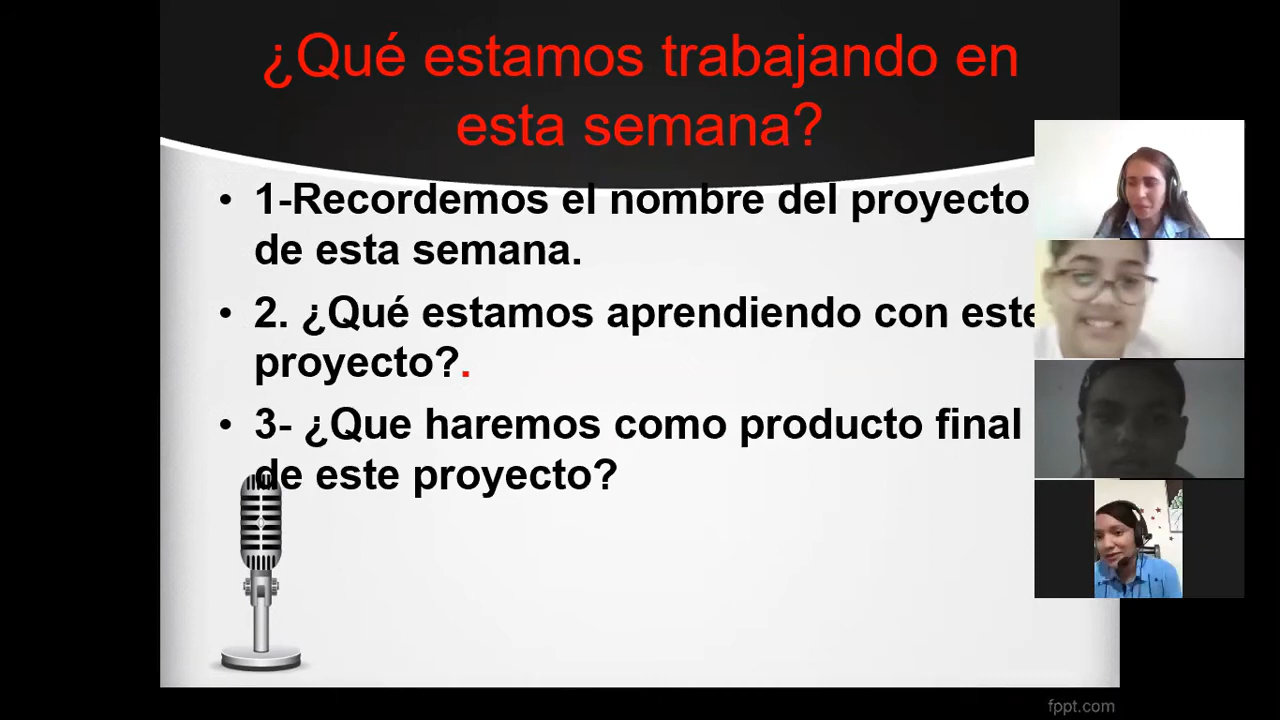 ¿Qué estamos trabajando en
esta semana?
• 1-Recordemos el nombre del proyecto
de esta semana.
• 2. ¿Qué estamos aprendiendo con este
proyecto?.
• 3- ¿Que haremos como producto final
de este proyecto?
fppt.com